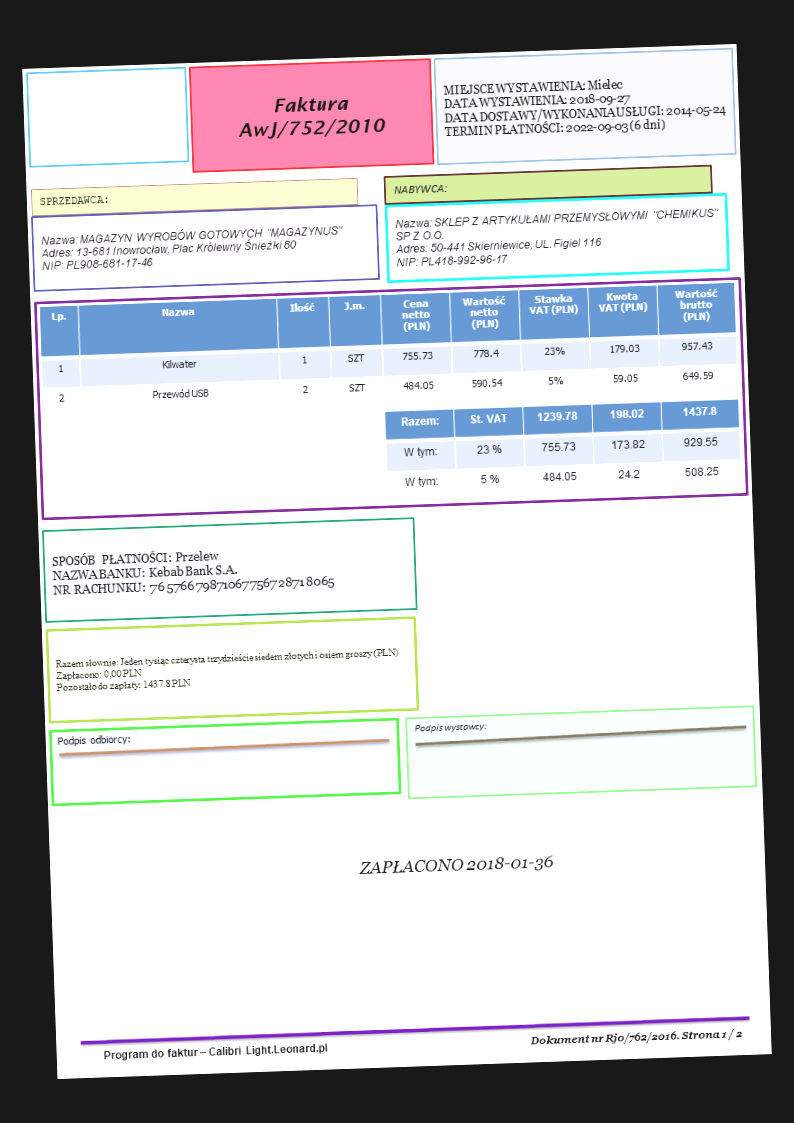 Faktura
AwJ/752/2010
MIEJSCE WYSTAWIENIA: Mielec
DATA WYSTAWIENIA: 2018-09-27
DATA DOSTAWY/WYKONANIA USŁUGI: 2014-05-24
TERMIN PŁATNOŚCI: 2022-09-03 (6 dni)
SPRZEDAWCA:
NABYWCA:
Nazwa: MAGAZYN WYROBÓW GOTOWYCH "MAGAZYNUS"
Adres: 13-681 Inowrocław, Plac Królewny Śnieżki 80
NIP: PL908-681-17-46
Nazwa: SKLEP Z ARTYKUŁAMI PRZEMYSŁOWYMI "CHEMIKUS"
SP Z O.O.
Adres: 50-441 Skierniewice, UL. Figiel 116
NIP: PL418-992-96-17
Lp. Nazwa Ilość J.m. Cena netto (PLN) Wartość netto (PLN) Stawka VAT (PLN) Kwota VAT (PLN) Wartość brutto (PLN)
1 Kilwater 1 SZT 755.73 778.4 23% 179.03 957.43
2 Przewód USB 2 SZT 484.05 590.54 5% 59.05 649.59
Razem: St. VAT 1239.78 198.02 1437.8
W tym: 23 % 755.73 173.82 929.55
W tym: 5 % 484.05 24.2 508.25
SPOSÓB PŁATNOŚCI: Przelew
NAZWA BANKU: Kebab Bank S.A.
NR RACHUNKU: 76 5766 7987 1067 7567 2871 8065
Razem słownie: Jeden tysiąc czterysta trzydzieście siedem złotych i osiem groszy (PLN)
Zapłacono: 0,00 PLN
Pozostało do zapłaty: 1437.8 PLN
Podpis odbiorcy:
Podpis wystawcy:
ZAPŁACONO 2018-01-36
Program do faktur – Calibri Light.Leonard.pl
Dokument nr Rjo/762/2016. Strona 1 / 2